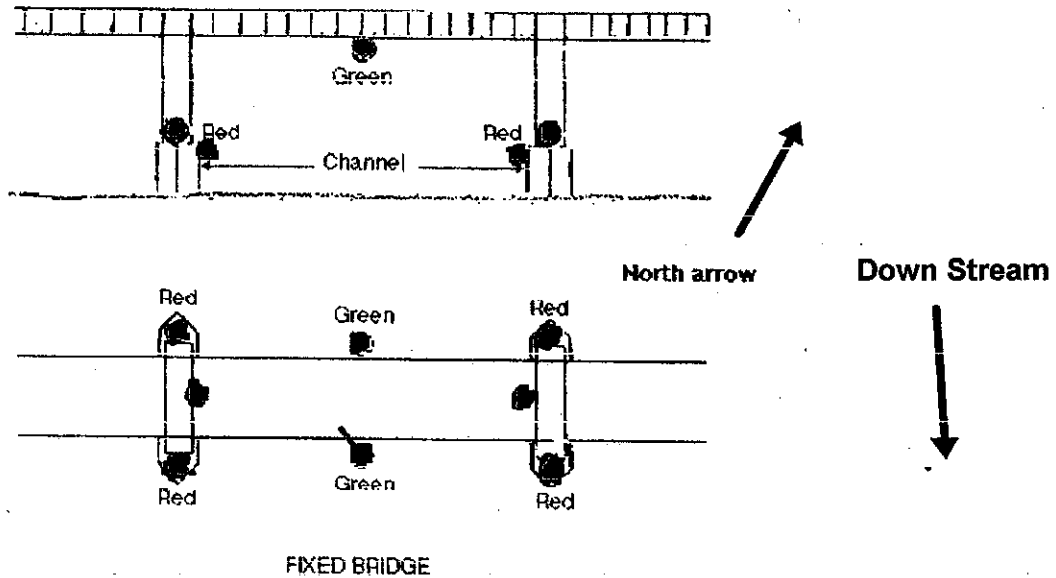 Green
Red
Red
Channel
North arrow
Down Stream
Red
Green
Red
Red
Green
Red
FIXED BRIDGE